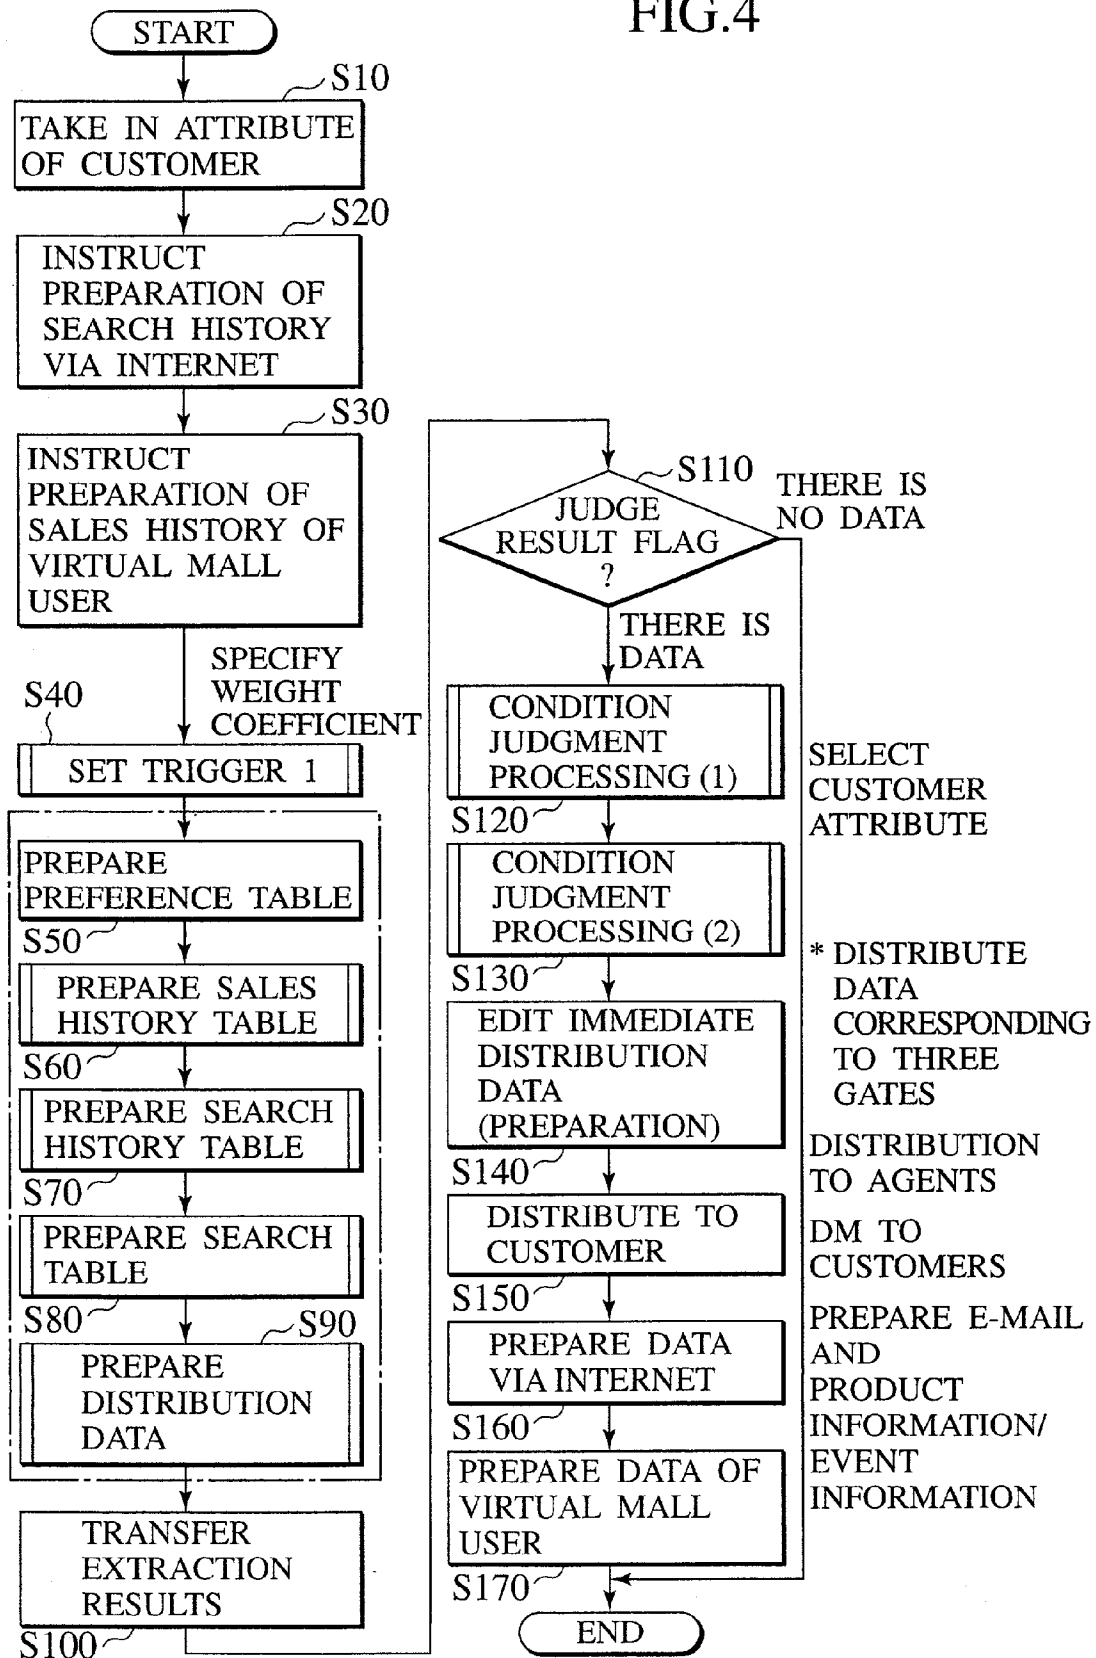 FIG.4
START
S10
TAKE IN ATTRIBUTE
OF CUSTOMER
S20
INSTRUCT
PREPARATION OF
SEARCH HISTORY
VIA INTERNET
S30
INSTRUCT
PREPARATION OF
SALES HISTORY OF
VIRTUAL MALL
USER
SPECIFY
WEIGHT
COEFFICIENT
S40
SET TRIGGER 1
PREPARE
PREFERENCE TABLE
S50
PREPARE SALES
HISTORY TABLE
S60
PREPARE SEARCH
HISTORY TABLE
S70
PREPARE SEARCH
TABLE
S80
S90
PREPARE
DISTRIBUTION
DATA
TRANSFER
EXTRACTION
RESULTS
S100
S110
JUDGE
RESULT FLAG
?
THERE IS
NO DATA
THERE IS
DATA
CONDITION
JUDGMENT
PROCESSING (1)
S120
CONDITION
JUDGMENT
PROCESSING (2)
S130
EDIT IMMEDIATE
DISTRIBUTION
DATA
(PREPARATION)
S140
DISTRIBUTE TO
CUSTOMER
S150
PREPARE DATA
VIA INTERNET
S160
PREPARE DATA OF
VIRTUAL MALL
USER
S170
END
SELECT
CUSTOMER
ATTRIBUTE
* DISTRIBUTE
DATA
CORRESPONDING
TO THREE
GATES
DISTRIBUTION
TO AGENTS
DM TO
CUSTOMERS
PREPARE E-MAIL
AND
PRODUCT
INFORMATION/
EVENT
INFORMATION